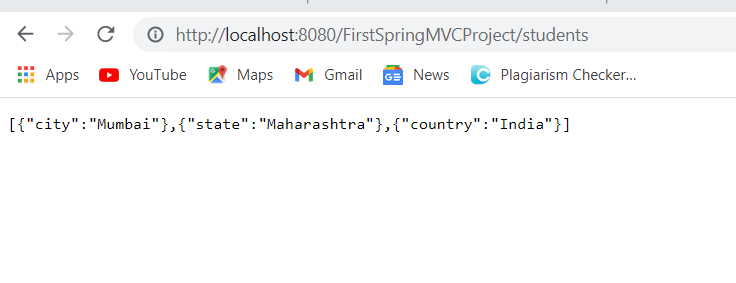 http://localhost:8080/FirstSpringMVCProject/students
Apps YouTube Maps Gmail News Plagiarism Checker...
[{"city":"Mumbai"},{"state":"Maharashtra"},{"country":"India"}]